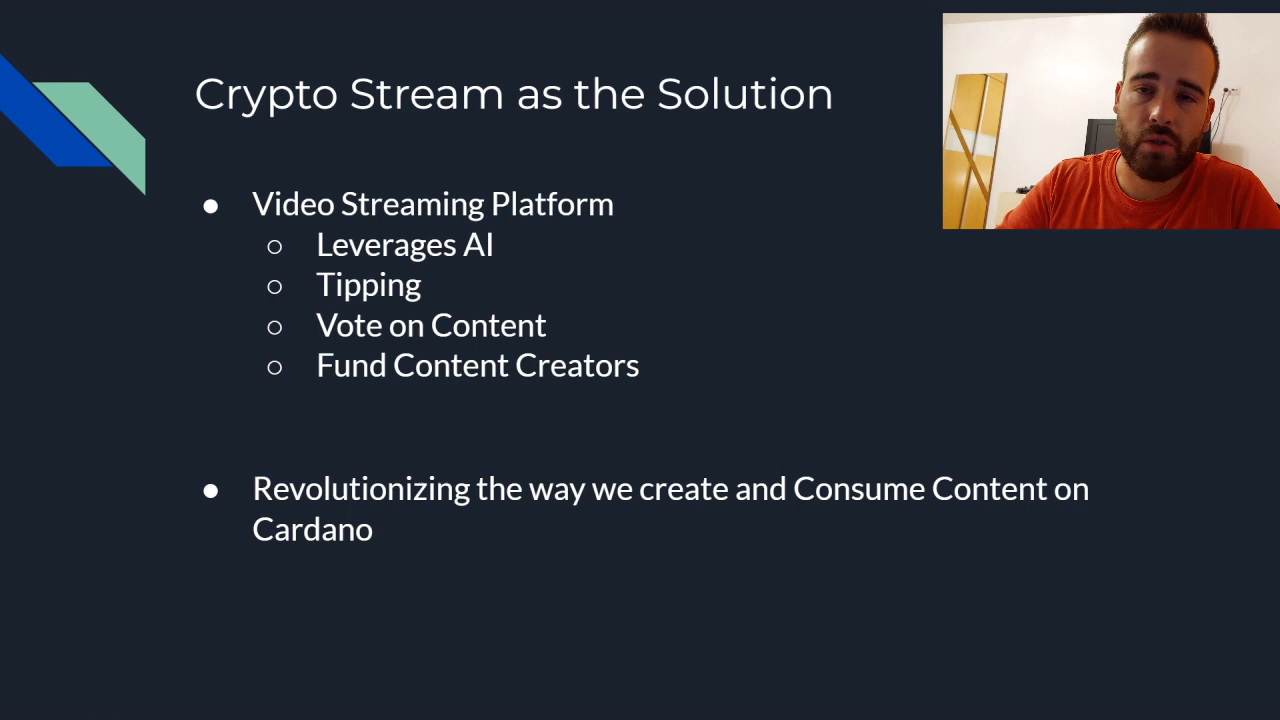 Crypto Stream as the Solution
● Video Streaming Platform
○ Leverages AI
○ Tipping
○ Vote on Content
○ Fund Content Creators
● Revolutionizing the way we create and Consume Content on
Cardano